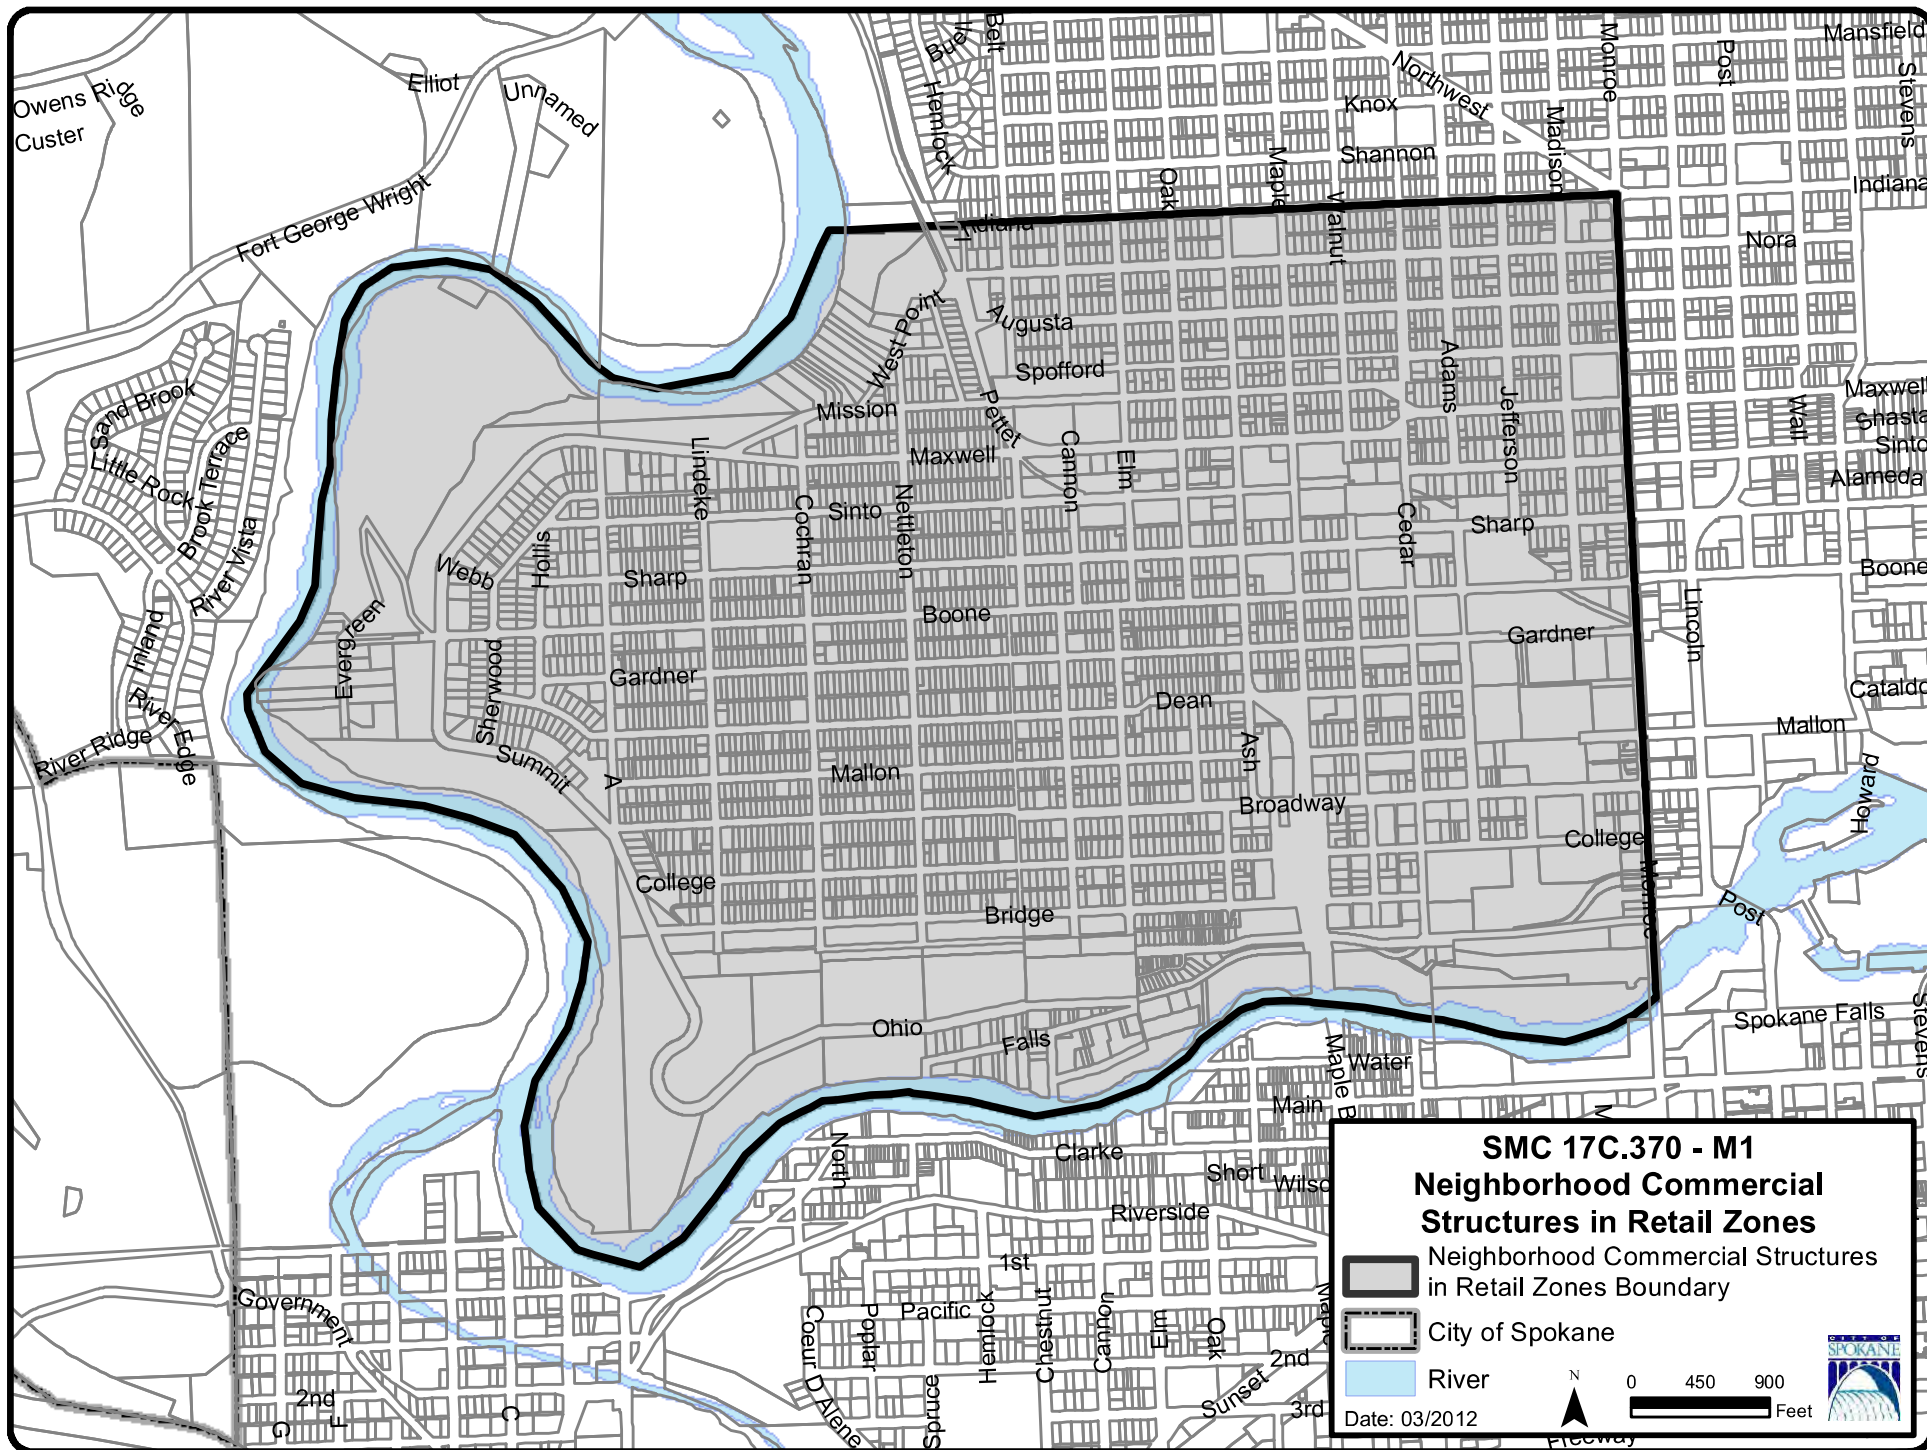 Buell
Belt
Monroe
Post
Mansfield
Owens Ridge
Elliot
Unnamed
Hemlock
Northwest
Knox
Madison
Stevens
Custer
Shannon
Oak
Maple
Indiana
Fort George Wright
Indiana
Walnut
Nora
West Point
Augusta
Spofford
Adams
Sand Brook
Mission
Pettet
Jefferson
Wall
Maxwell
Shasta
Sinto
Alameda
Little Rock
Brook Terrace
Lindeke
Maxwell
Cannon
Elm
Cochran
Sinto
Nettleton
Cedar
Sharp
River Vista
Webb
Hollis
Sharp
Boone
Boone
Inland
Evergreen
Lincoln
Gardner
Sherwood
Gardner
Dean
Cataldo
River Edge
River Ridge
Mallon
Summit
A
Mallon
Ash
Broadway
Howard
College
College
Monroe
Bridge
Post
Ohio
Falls
Spokane Falls
Stevens
Maple B
Water
Main
North
Clarke
Short
Wilso
Riverside
1st
Government
Coeur D Alene
Poplar
Pacific
Hemlock
Chestnut
Cannon
Elm
Oak
Maple
2nd
2nd
F
G
C
Spruce
Sunset
3rd
Freeway
M
SMC 17C.370 - M1
Neighborhood Commercial
Structures in Retail Zones
Neighborhood Commercial Structures
in Retail Zones Boundary
City of Spokane
River
N
0 450 900
Feet
Date: 03/2012
CITY OF
SPOKANE